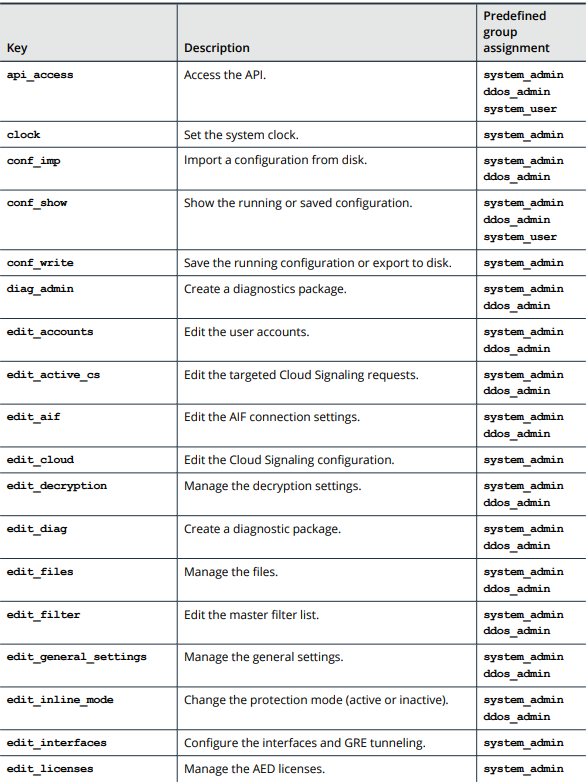 Key Description Predefined
group
assignment
api_access Access the API. system_admin
ddos_admin
system_user
clock Set the system clock. system_admin
conf_imp Import a configuration from disk. system_admin
ddos_admin
conf_show Show the running or saved configuration. system_admin
ddos_admin
system_user
conf_write Save the running configuration or export to disk. system_admin
diag_admin Create a diagnostics package. system_admin
ddos_admin
edit_accounts Edit the user accounts. system_admin
ddos_admin
edit_active_cs Edit the targeted Cloud Signaling requests. system_admin
ddos_admin
edit_aif Edit the AIF connection settings. system_admin
ddos_admin
edit_cloud Edit the Cloud Signaling configuration. system_admin
edit_decryption Manage the decryption settings. system_admin
ddos_admin
edit_diag Create a diagnostic package. system_admin
ddos_admin
edit_files Manage the files. system_admin
ddos_admin
edit_filter Edit the master filter list. system_admin
ddos_admin
edit_general_settings Manage the general settings. system_admin
ddos_admin
edit_inline_mode Change the protection mode (active or inactive). system_admin
ddos_admin
edit_interfaces Configure the interfaces and GRE tunneling. system_admin
edit_licenses Manage the AED licenses. system_admin